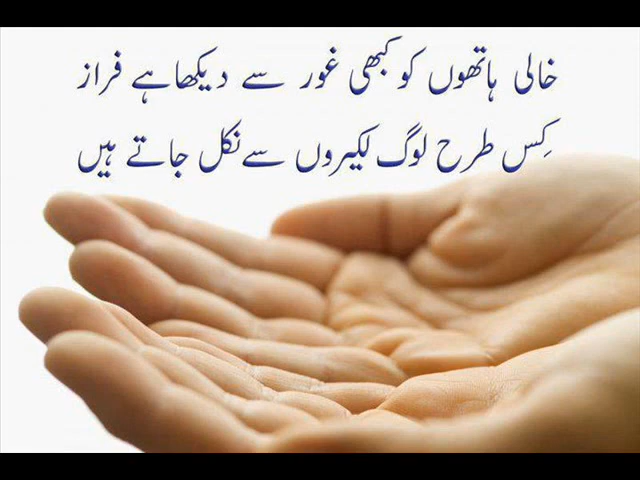 خالی ہاتھوں کو کبھی غور سے دیکھا ہے فراز
کِس طرح لوگ لکیروں سے نکل جاتے ہیں